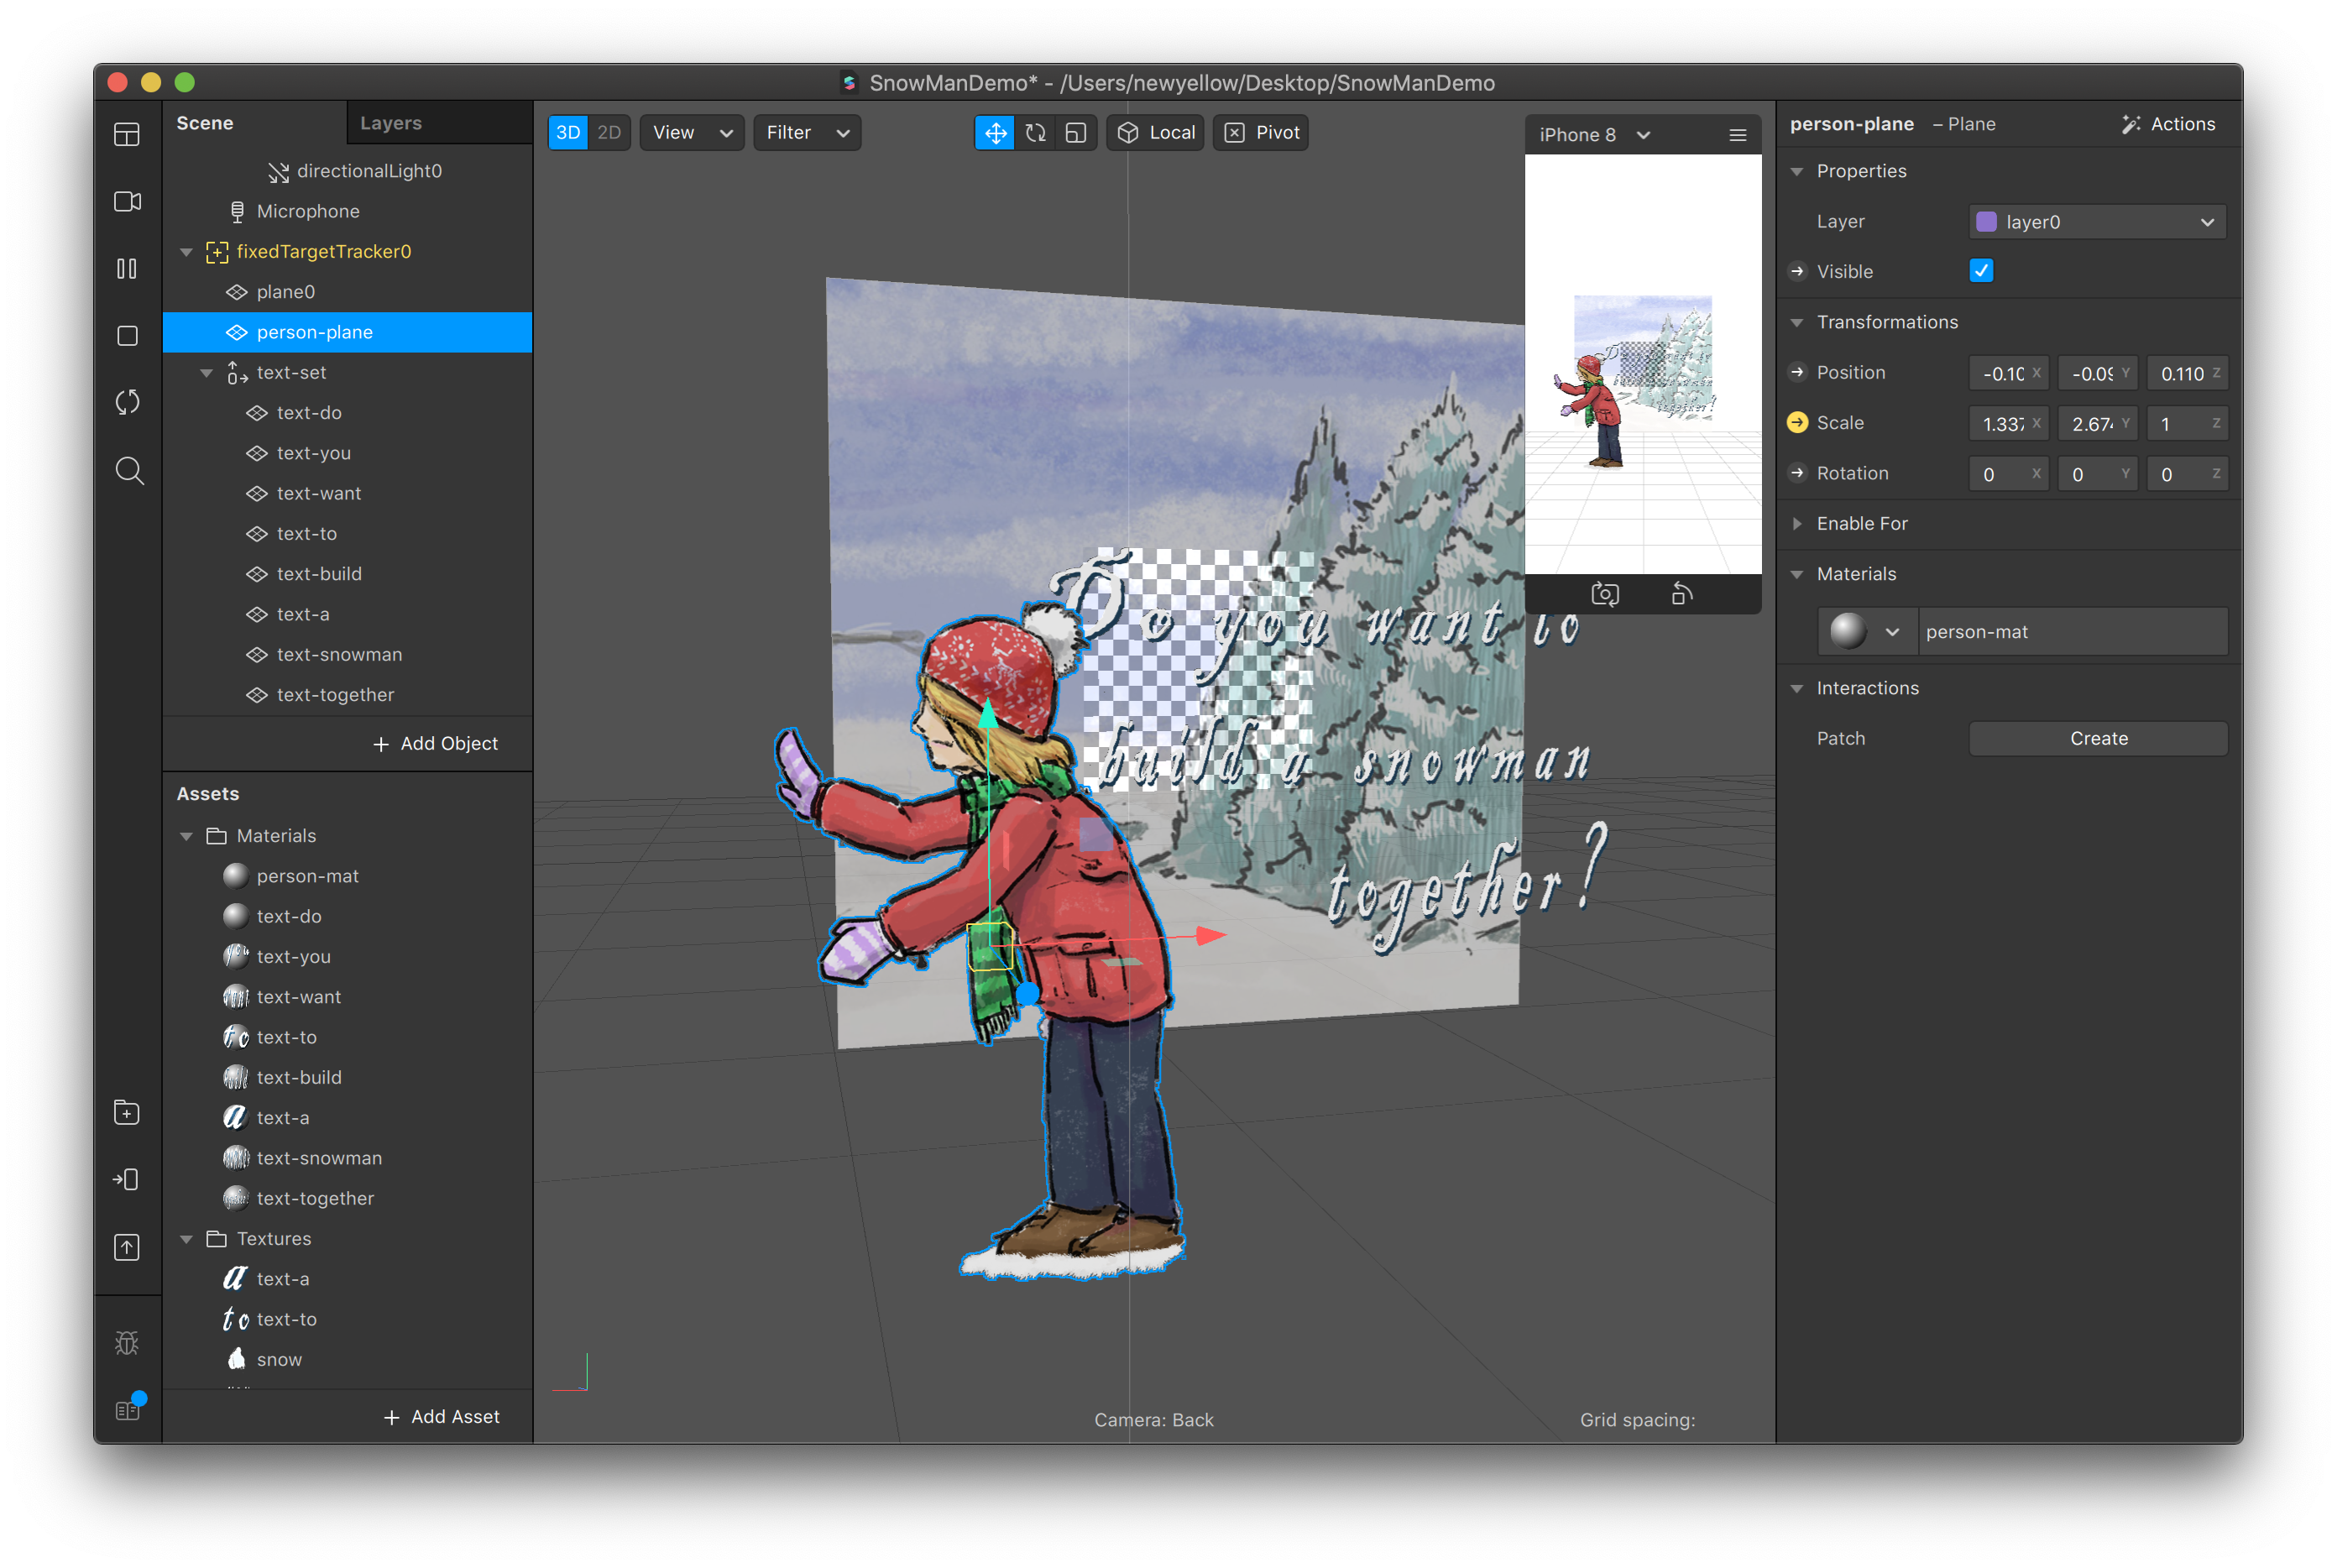 SnowManDemo* - /Users/newyellow/Desktop/SnowManDemo
Scene
Layers
directionalLight0
Microphone
fixedTargetTracker0
plane0
person-plane
text-set
text-do
text-you
text-want
text-to
text-build
text-a
text-snowman
text-together
+ Add Object
Assets
Materials
person-mat
text-do
text-you
text-want
text-to
text-build
text-a
text-snowman
text-together
Textures
text-a
text-to
snow
+ Add Asset
3D 2D View Filter Local Pivot
iPhone 8
Do you want to
build a snowman
together?
Camera: Back
Grid spacing:
person-plane – Plane Actions
Properties
Layer layer0
Visible
Transformations
Position -0.10 X -0.09 Y 0.110 Z
Scale 1.337 X 2.674 Y 1 Z
Rotation 0 X 0 Y 0 Z
Enable For
Materials
person-mat
Interactions
Patch Create